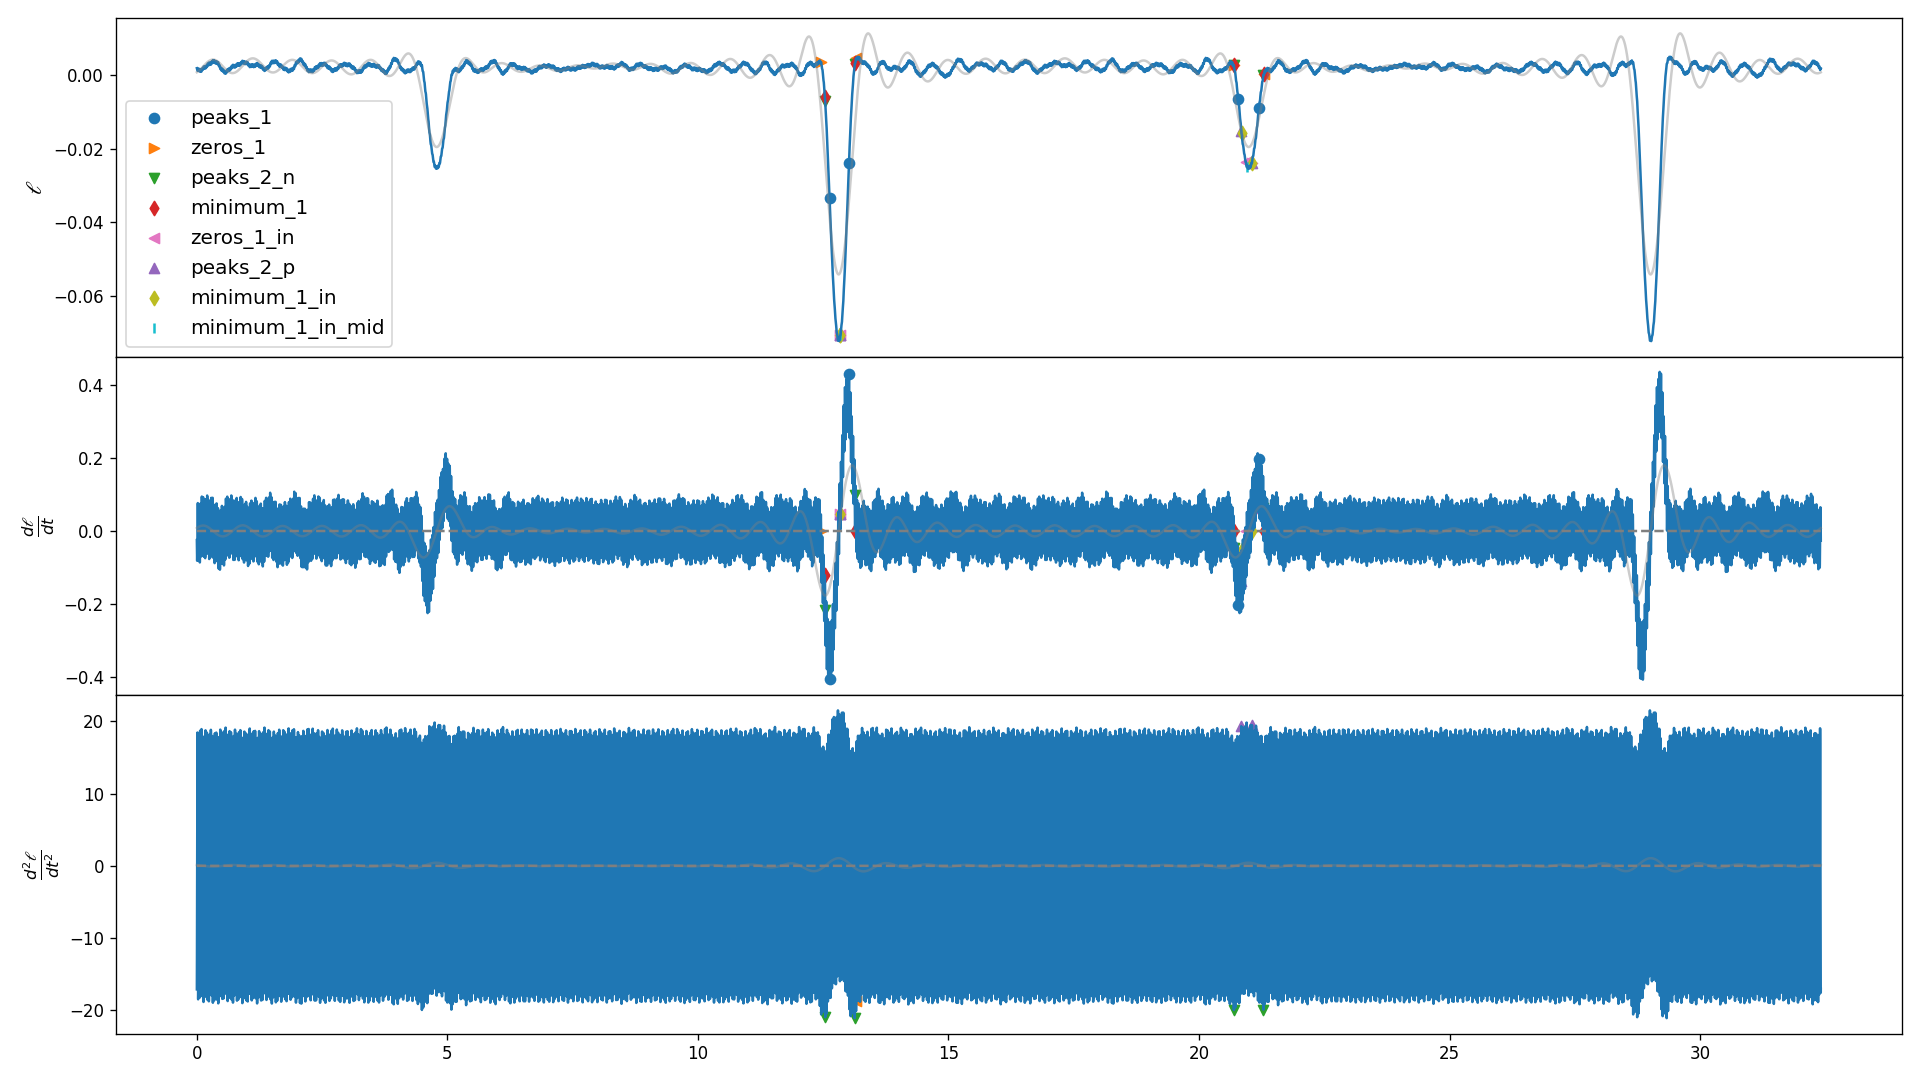 0.00
−0.02
−0.04
−0.06
ℓ
peaks_1
zeros_1
peaks_2_n
minimum_1
zeros_1_in
peaks_2_p
minimum_1_in
minimum_1_in_mid
0.4
0.2
0.0
−0.2
−0.4
dℓ
dt
20
10
0
−10
−20
d²ℓ
dt²
0 5 10 15 20 25 30